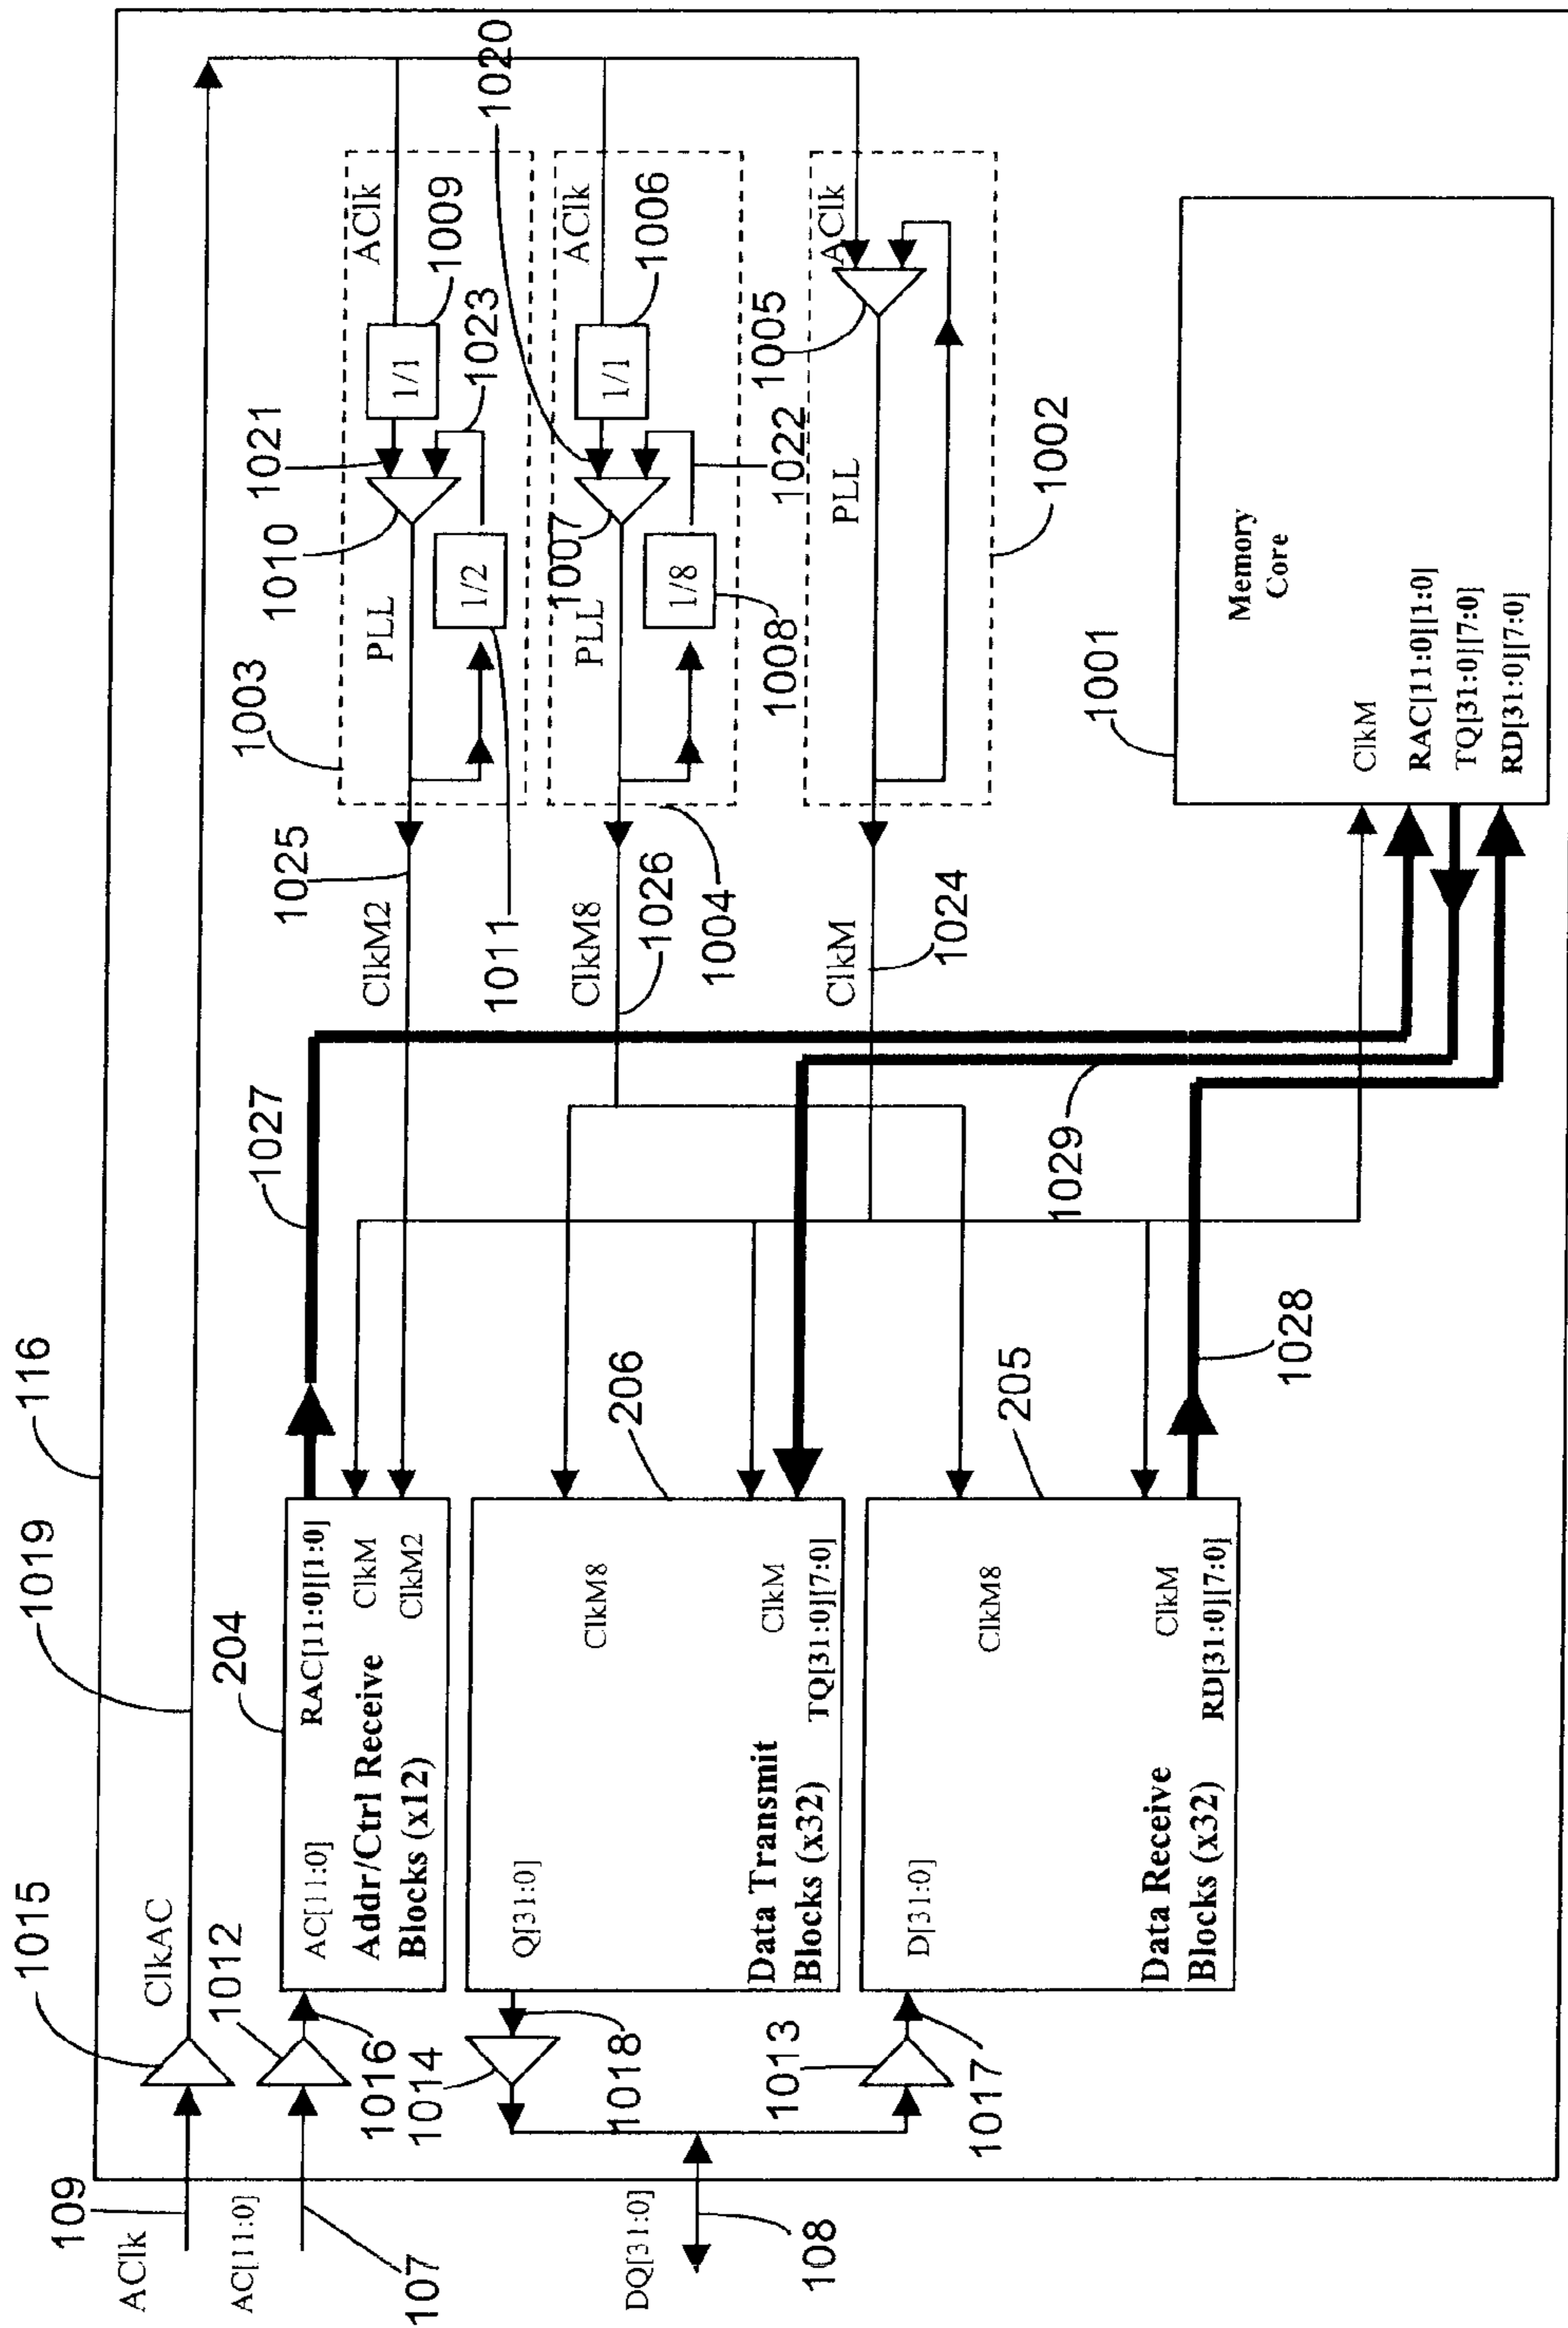 116
1019
1015
ClkAC
109
AClk
1012
AC[11:0]
107
1016
204
AC[11:0]
RAC[11:0][1:0]
Addr/Ctrl Receive
Blocks (x12)
ClkM
ClkM2
1027
ClkM2
1025
1003
PLL
1010
1021
1/1
AClk
1009
1023
1/2
1011
1020
1014
1018
Q[31:0]
ClkM8
206
Data Transmit
Blocks (x32)
ClkM
TQ[31:0][7:0]
ClkM8
1026
1004
PLL
1007
1/1
AClk
1006
1/8
1008
1022
DQ[31:0]
108
1013
1017
D[31:0]
ClkM8
205
Data Receive
Blocks (x32)
ClkM
RD[31:0][7:0]
1028
1029
ClkM
1024
PLL
1005
AClk
1002
1001
Memory
Core
ClkM
RAC[11:0][1:0]
TQ[31:0][7:0]
RD[31:0][7:0]